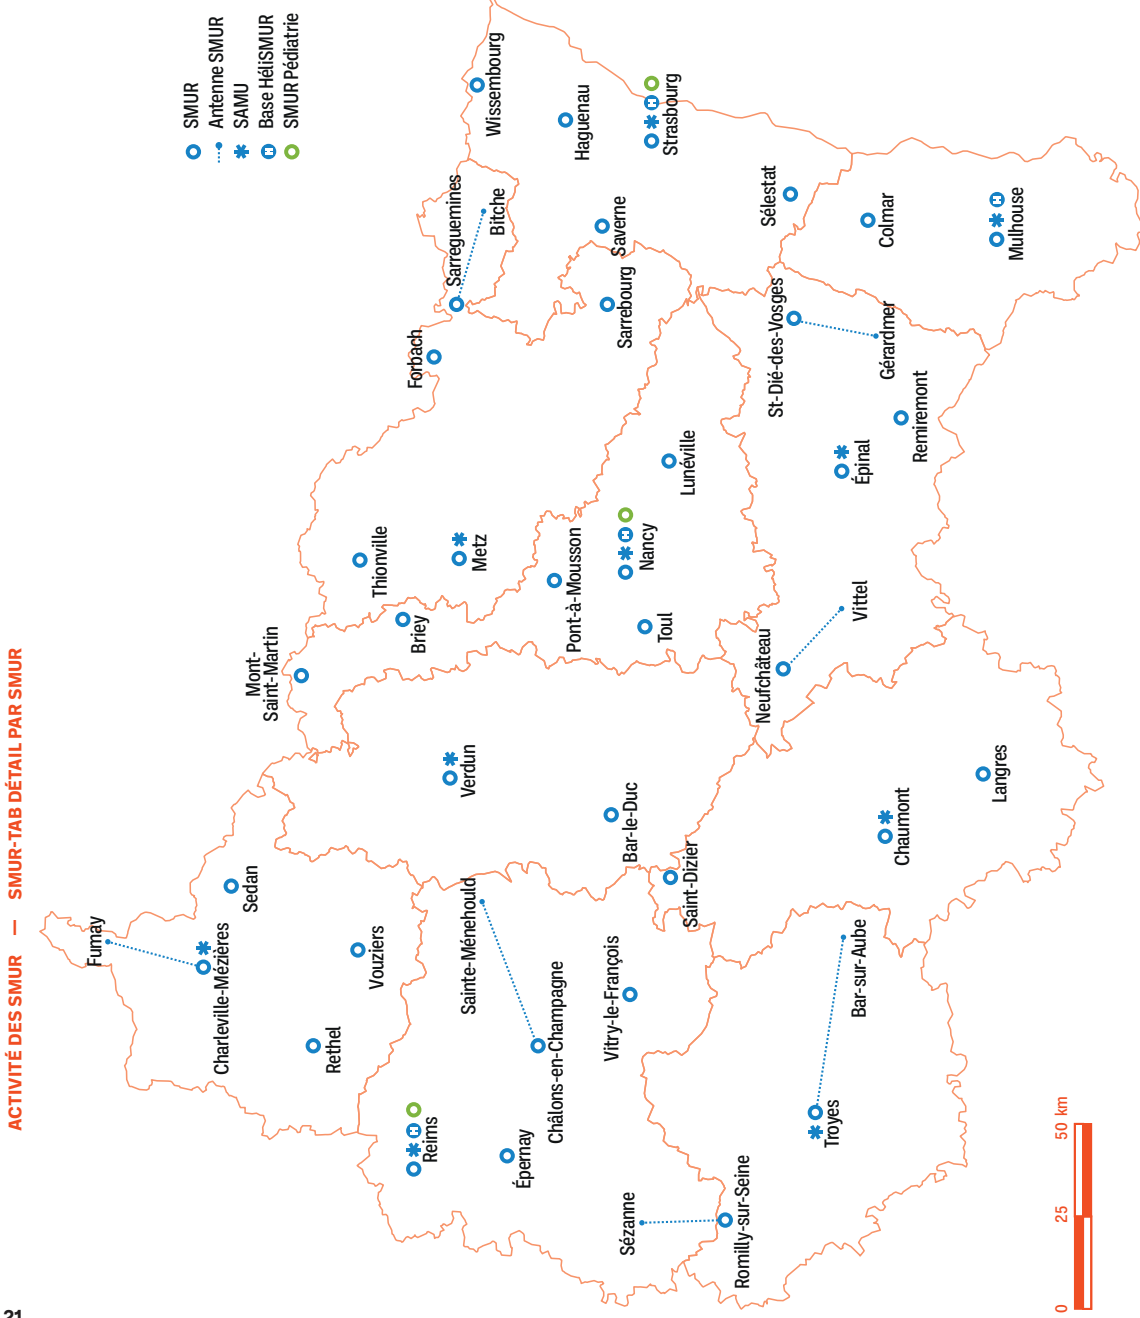 ACTIVITÉ DES SMUR — SMUR-TAB DÉTAIL PAR SMUR
SMUR
Antenne SMUR
SAMU
Base HéliSMUR
SMUR Pédiatrie
Fumay
Charleville-Mézières
Sedan
Rethel
Vouziers
Mont-
Saint-Martin
Briey
Thionville
Metz
Forbach
Sarreguemines
Bitche
Wissembourg
Haguenau
Strasbourg
Saverne
Sarrebourg
Sélestat
Colmar
Mulhouse
Reims
Épernay
Châlons-en-Champagne
Sainte-Ménehould
Vitry-le-François
Verdun
Bar-le-Duc
Saint-Dizier
Pont-à-Mousson
Nancy
Toul
Lunéville
St-Dié-des-Vosges
Gérardmer
Remiremont
Épinal
Vittel
Neufchâteau
Chaumont
Langres
Sézanne
Romilly-sur-Seine
Troyes
Bar-sur-Aube
0 25 50 km